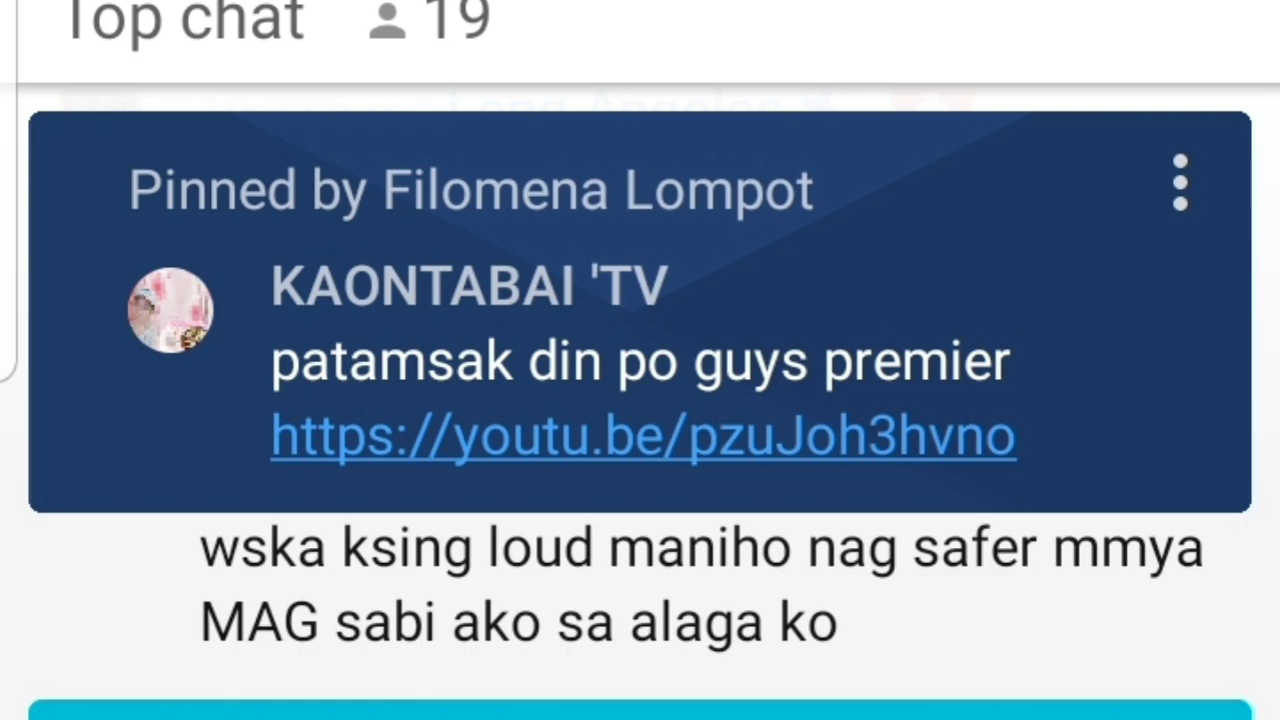 Top chat 19
Pinned by Filomena Lompot
KAONTABAI 'TV
patamsak din po guys premier
https://youtu.be/pzuJoh3hvno
wska ksing loud maniho nag safer mmya
MAG sabi ako sa alaga ko